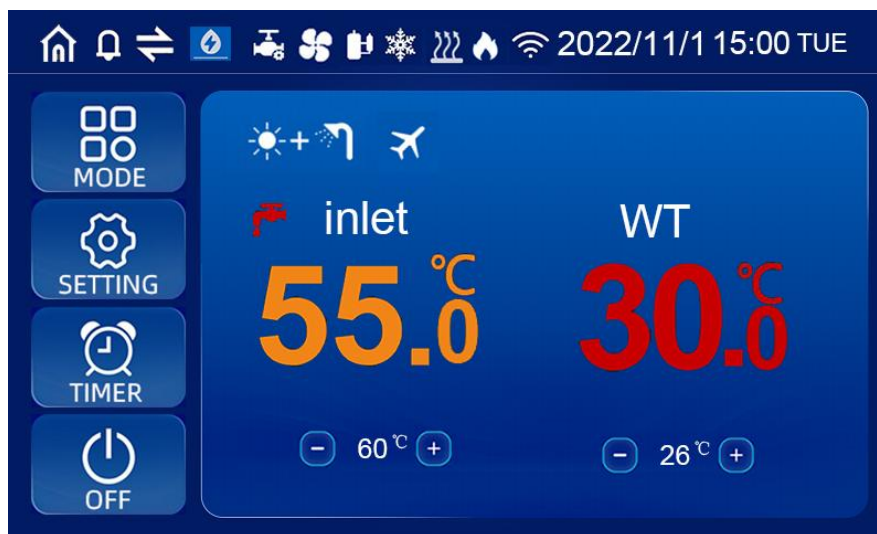 2022/11/1 15:00 TUE
MODE
SETTING
TIMER
OFF
inlet
55.0°C
60°C
WT
30.0°C
26°C